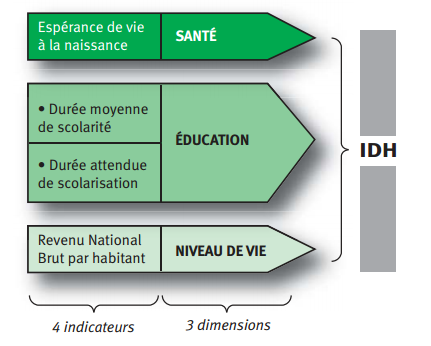 Espérance de vie
à la naissance
SANTÉ
• Durée moyenne
de scolarité
• Durée attendue
de scolarisation
ÉDUCATION
IDH
Revenu National
Brut par habitant
NIVEAU DE VIE
4 indicateurs
3 dimensions